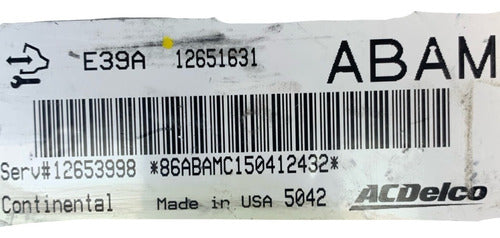 E39A 12651631 ABAM
Serv#12653998 *86ABAMC150412432*
Continental Made in USA 5042 ACDelco